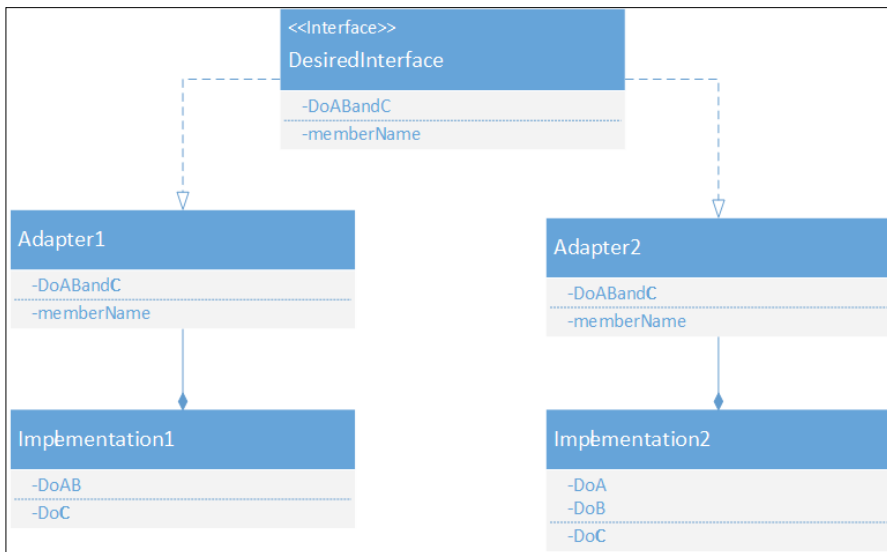 <<Interface>>
DesiredInterface
-DoABandC
-memberName
Adapter1
-DoABandC
-memberName
Adapter2
-DoABandC
-memberName
Implementation1
-DoAB
-DoC
Implementation2
-DoA
-DoB
-DoC